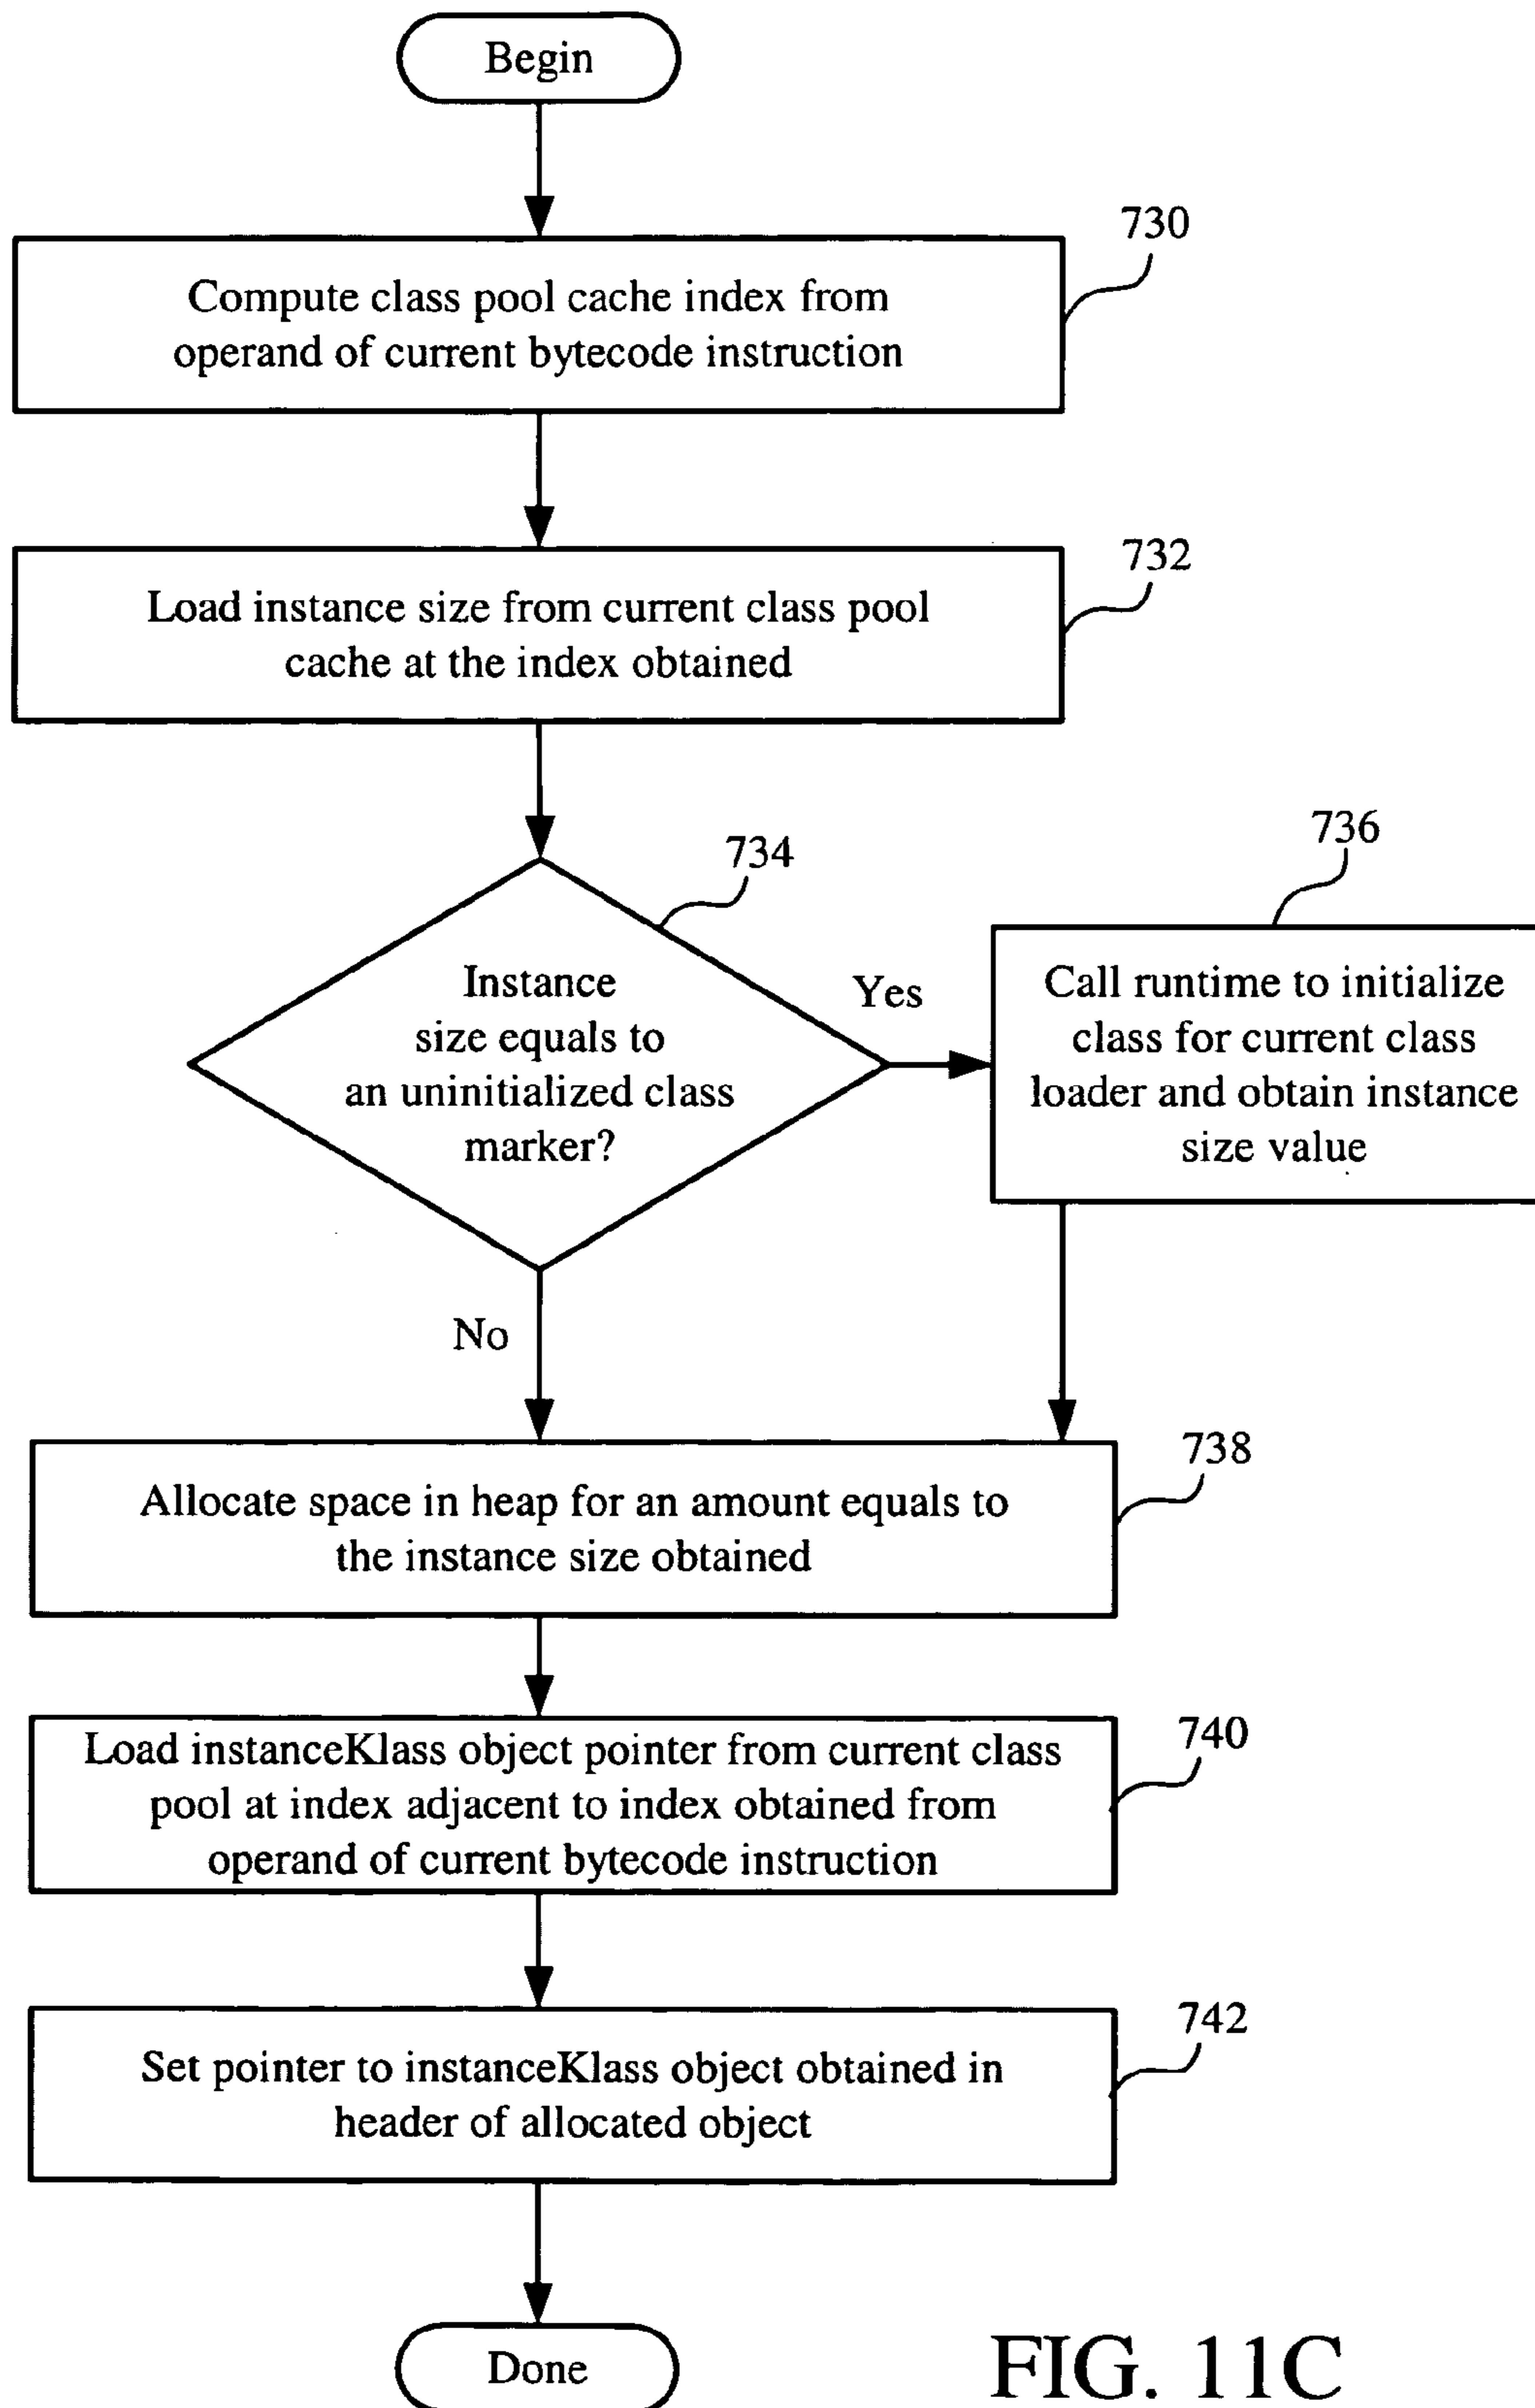 Begin
730
Compute class pool cache index from
operand of current bytecode instruction
732
Load instance size from current class pool
cache at the index obtained
734
Instance
size equals to
an uninitialized class
marker?
Yes
736
Call runtime to initialize
class for current class
loader and obtain instance
size value
No
738
Allocate space in heap for an amount equals to
the instance size obtained
740
Load instanceKlass object pointer from current class
pool at index adjacent to index obtained from
operand of current bytecode instruction
742
Set pointer to instanceKlass object obtained in
header of allocated object
Done
FIG. 11C